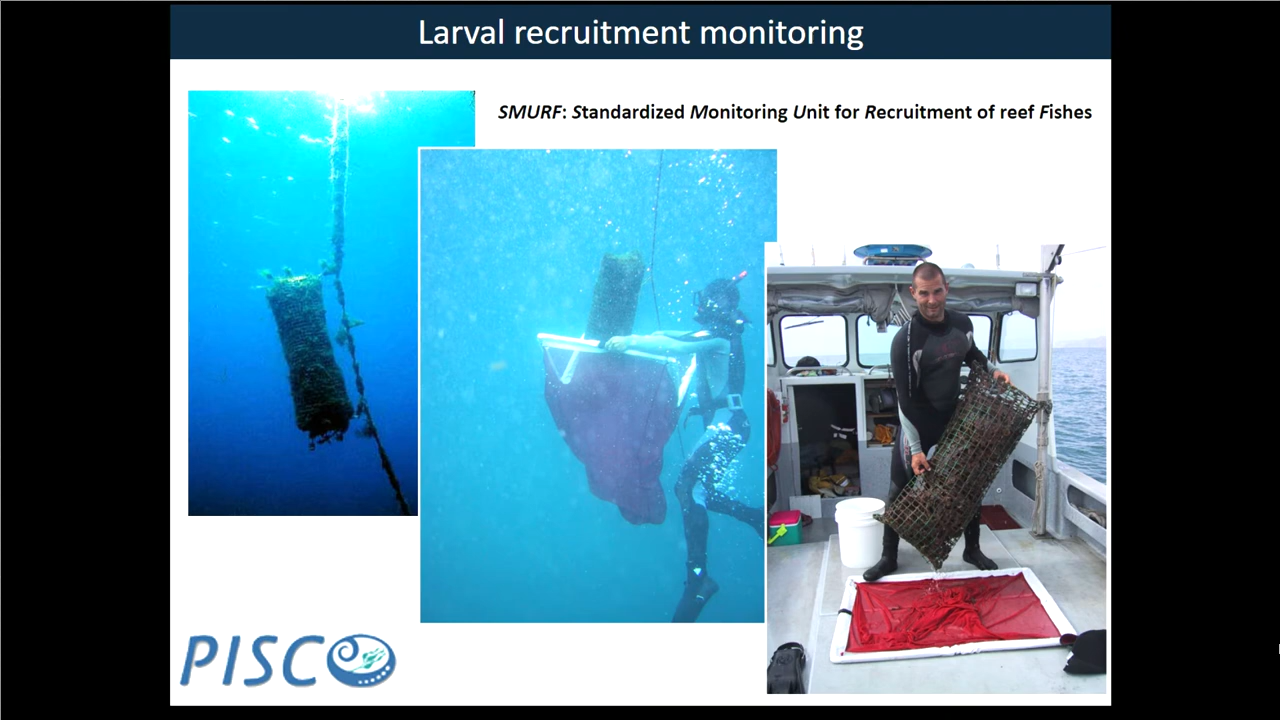 Larval recruitment monitoring
SMURF: Standardized Monitoring Unit for Recruitment of reef Fishes
PISCO